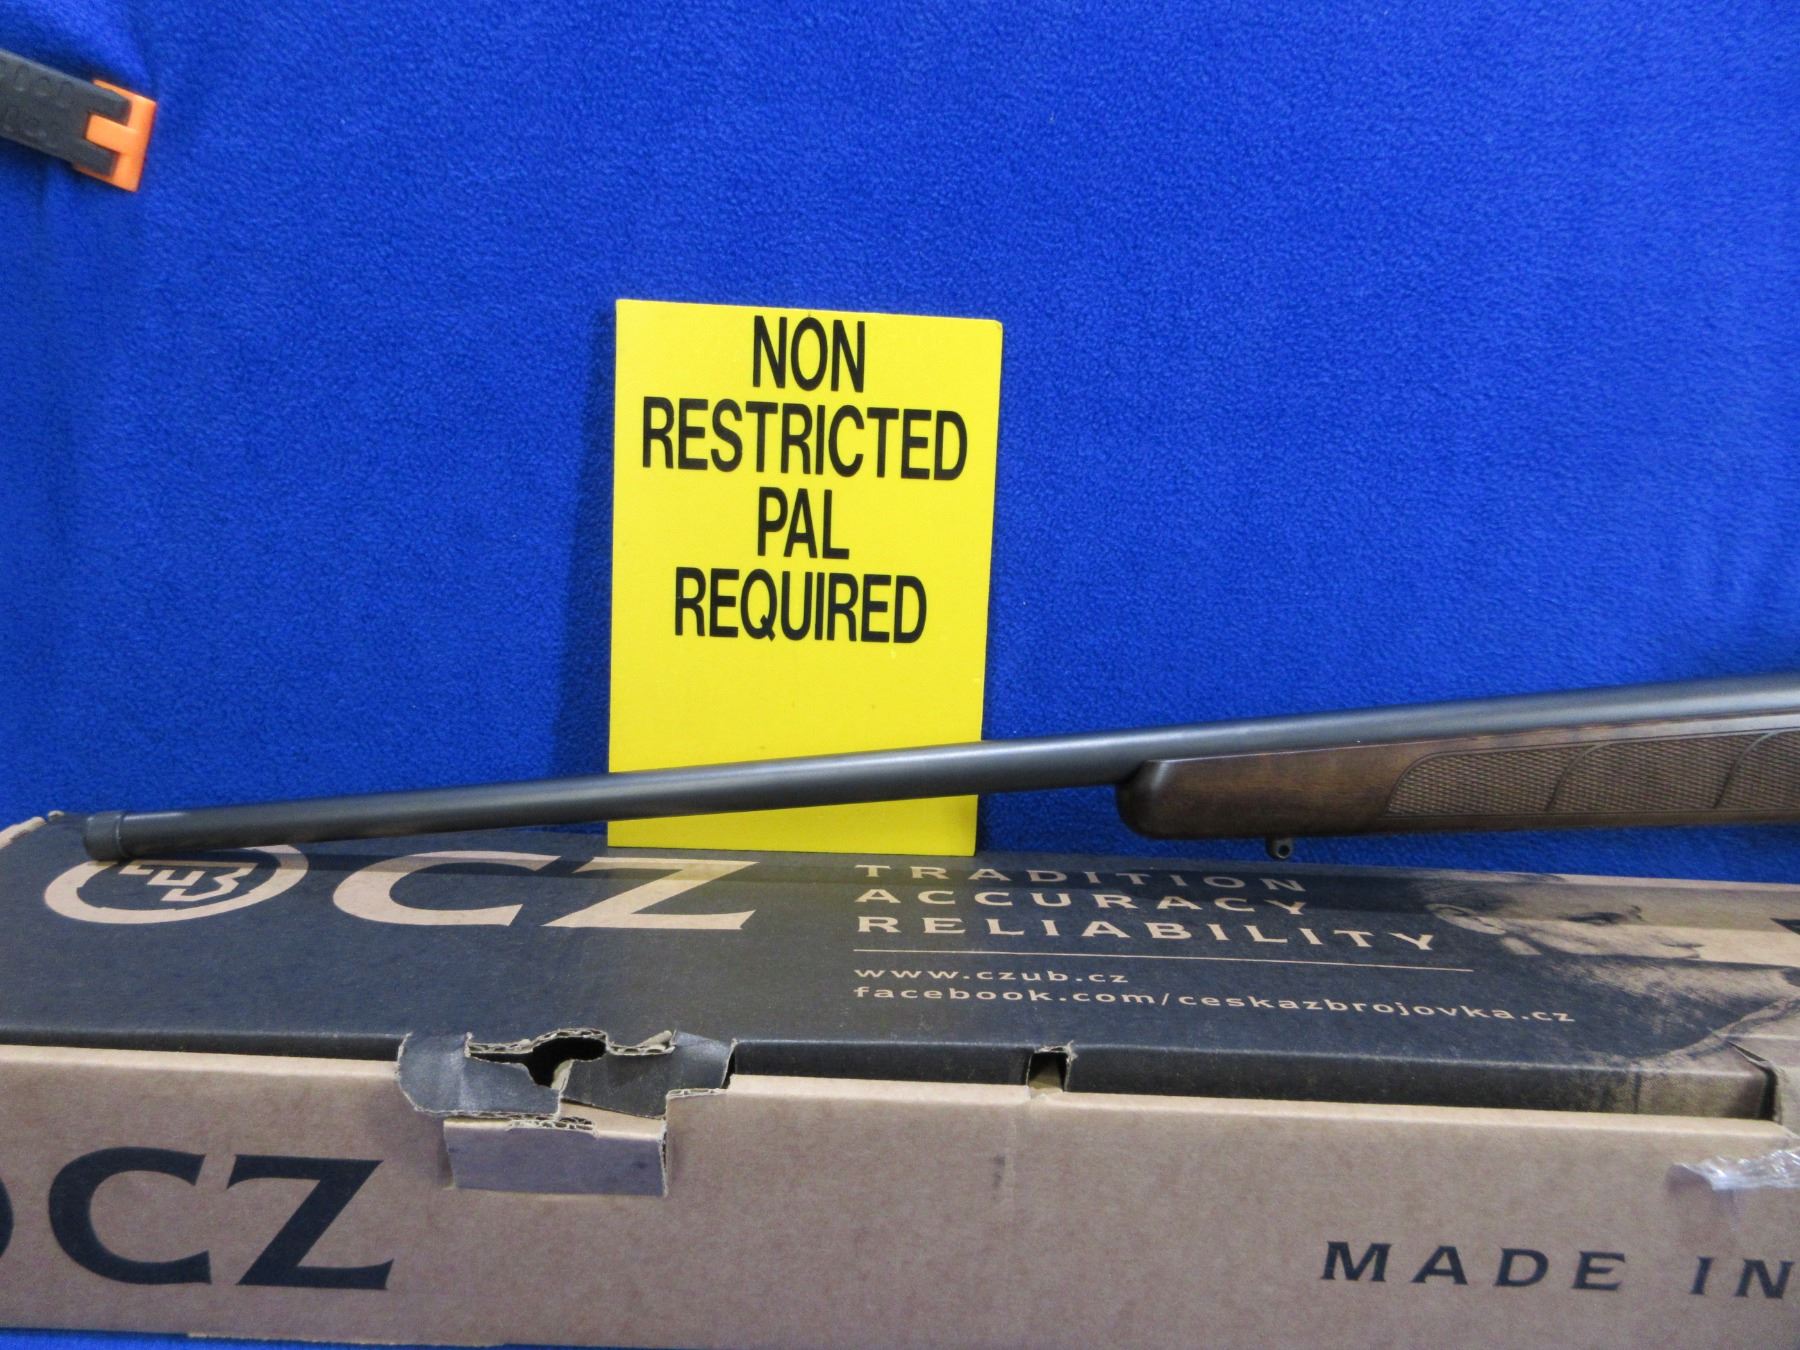 NON
RESTRICTED
PAL
REQUIRED
CZ
TRADITION
ACCURACY
RELIABILITY
www.czub.cz
facebook.com/ceskazbrojovka.cz
CZ
MADE IN